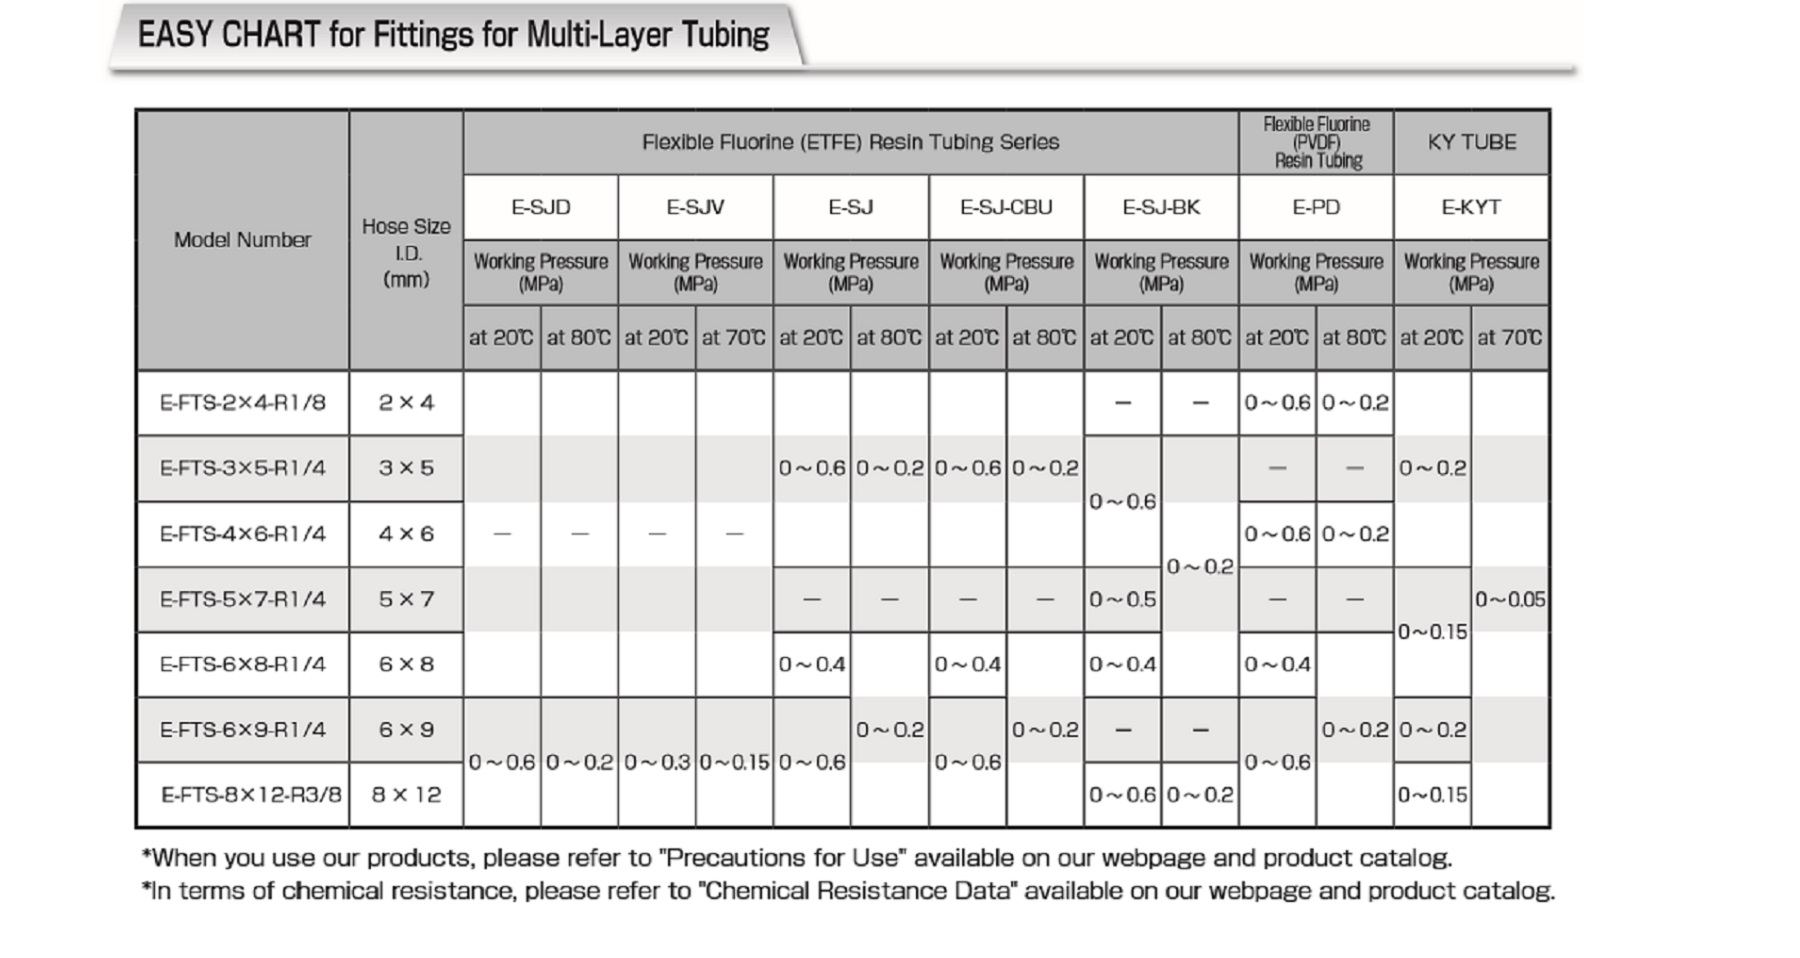 EASY CHART for Fittings for Multi-Layer Tubing
Model Number
Hose Size
I.D.
(mm)
Flexible Fluorine (ETFE) Resin Tubing Series
Flexible Fluorine
(PVDF)
Resin Tubing
KY TUBE
E-SJD E-SJV E-SJ E-SJ-CBU E-SJ-BK E-PD E-KYT
Working Pressure Working Pressure Working Pressure Working Pressure Working Pressure Working Pressure Working Pressure
(MPa) (MPa) (MPa) (MPa) (MPa) (MPa) (MPa)
at 20℃ at 80℃ at 20℃ at 70℃ at 20℃ at 80℃ at 20℃ at 80℃ at 20℃ at 80℃ at 20℃ at 80℃ at 20℃ at 70℃
E-FTS-2×4-R1/8 2 × 4 — — 0～0.6 0～0.2
E-FTS-3×5-R1/4 3 × 5 0～0.6 0～0.2 0～0.6 0～0.2 — — 0～0.2
0～0.6
E-FTS-4×6-R1/4 4 × 6 — — — — 0～0.6 0～0.2
0～0.2
E-FTS-5×7-R1/4 5 × 7 — — — — 0～0.5 — — 0～0.05
0～0.15
E-FTS-6×8-R1/4 6 × 8 0～0.4 0～0.4 0～0.4 0～0.4
E-FTS-6×9-R1/4 6 × 9 0～0.2 0～0.2 — — 0～0.2 0～0.2
0～0.6 0～0.2 0～0.3 0～0.15 0～0.6 0～0.6 0～0.6
E-FTS-8×12-R3/8 8 × 12 0～0.6 0～0.2 0～0.15
*When you use our products, please refer to "Precautions for Use" available on our webpage and product catalog.
*In terms of chemical resistance, please refer to "Chemical Resistance Data" available on our webpage and product catalog.